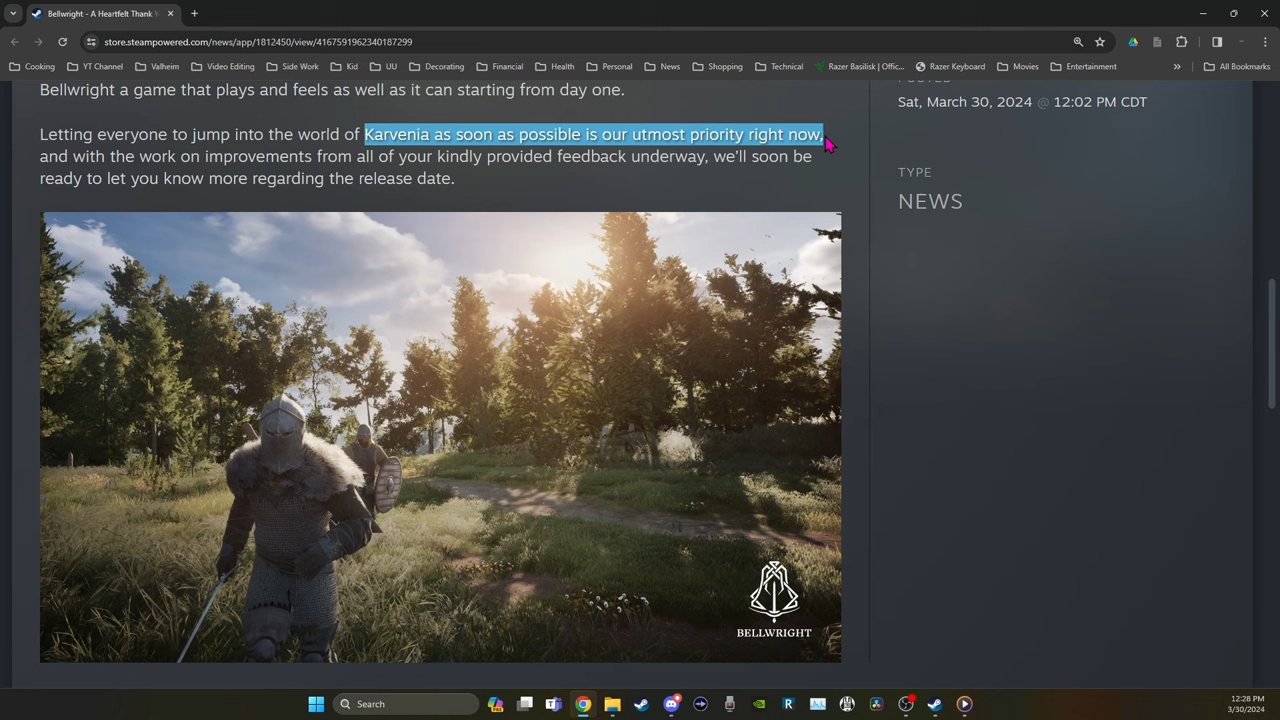 Bellwright - A Heartfelt Thank Y
store.steampowered.com/news/app/1812450/view/4167591962340187299
Cooking YT Channel Valheim Video Editing Side Work Kid UU Decorating Financial Health Personal News Shopping Technical Razer Basilisk | Offic... Razer Keyboard Movies Entertainment » All Bookmarks
Bellwright a game that plays and feels as well as it can starting from day one.
Sat, March 30, 2024 @ 12:02 PM CDT
Letting everyone to jump into the world of Karvenia as soon as possible is our utmost priority right now,
and with the work on improvements from all of your kindly provided feedback underway, we'll soon be
ready to let you know more regarding the release date.
TYPE
NEWS
BELLWRIGHT
Search
12:28 PM
3/30/2024